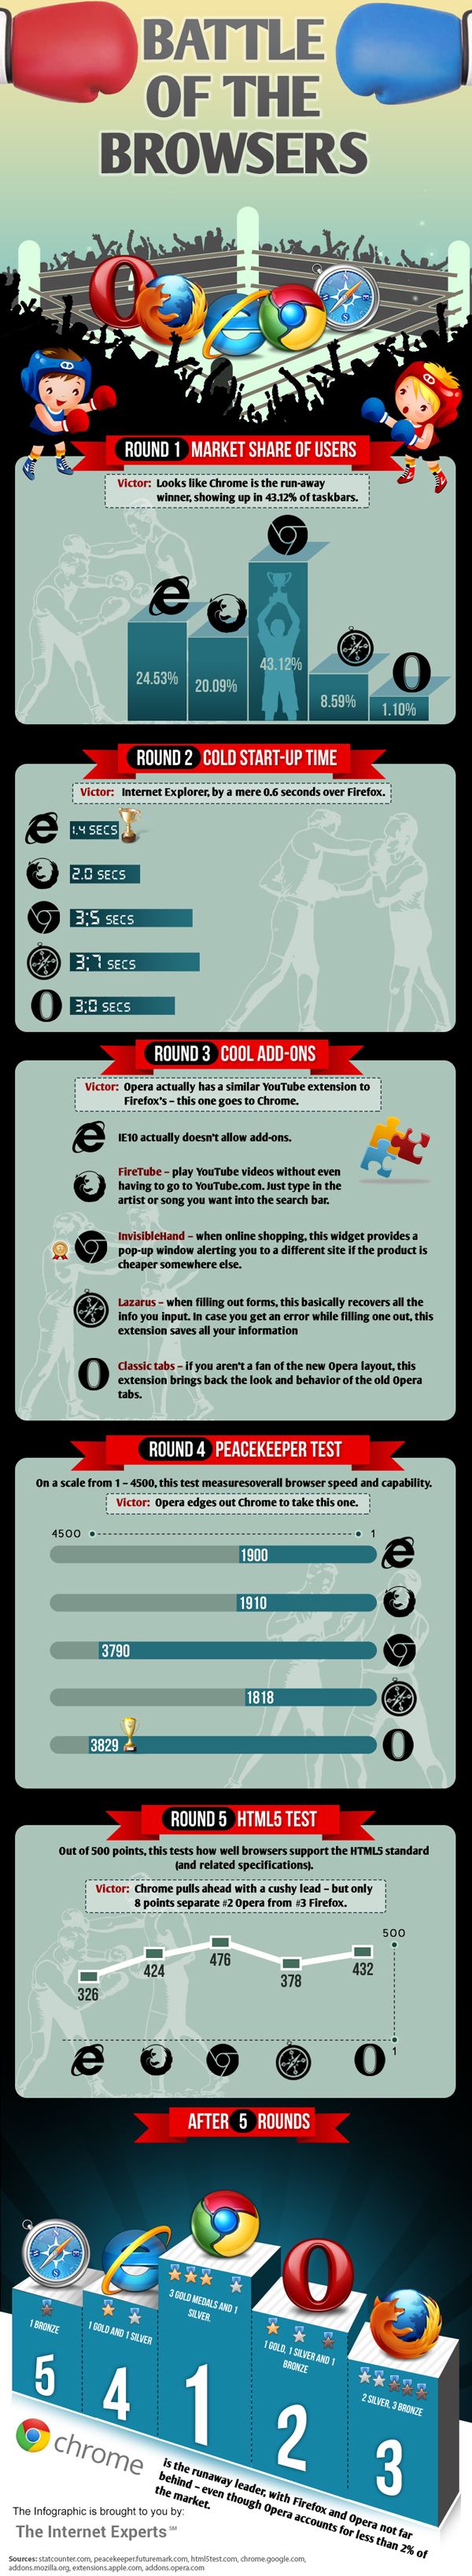 BATTLE
OF THE
BROWSERS
ROUND 1 MARKET SHARE OF USERS
Victor: Looks like Chrome is the run-away
winner, showing up in 43.12% of taskbars.
24.53%
20.09%
43.12%
8.59%
1.10%
ROUND 2 COLD START-UP TIME
Victor: Internet Explorer, by a mere 0.6 seconds over Firefox.
1.4 SECS
2.0 SECS
3;5 SECS
3;7 SECS
3;0 SECS
ROUND 3 COOL ADD-ONS
Victor: Opera actually has a similar YouTube extension to
Firefox's – this one goes to Chrome.
IE10 actually doesn't allow add-ons.
FireTube – play YouTube videos without even
having to go to YouTube.com. Just type in the
artist or song you want into the search bar.
InvisibleHand – when online shopping, this widget provides a
pop-up window alerting you to a different site if the product is
cheaper somewhere else.
Lazarus – when filling out forms, this basically recovers all the
info you input. In case you get an error while filling one out, this
extension saves all your information
Classic tabs – if you aren't a fan of the new Opera layout, this
extension brings back the look and behavior of the old Opera
tabs.
ROUND 4 PEACEKEEPER TEST
On a scale from 1 – 4500, this test measuresoverall browser speed and capability.
Victor: Opera edges out Chrome to take this one.
4500 1
1900
1910
3790
1818
3829
ROUND 5 HTML5 TEST
Out of 500 points, this tests how well browsers support the HTML5 standard
(and related specifications).
Victor: Chrome pulls ahead with a cushy lead – but only
8 points separate #2 Opera from #3 Firefox.
500
326
424
476
378
432
1
AFTER 5 ROUNDS
1 BRONZE
5
1 GOLD AND 1 SILVER
4
3 GOLD MEDALS AND 1
SILVER.
1
1 GOLD, 1 SILVER AND 1
BRONZE
2
2 SILVER, 3 BRONZE
3
chrome
is the runaway leader, with Firefox and Opera not far
behind – even though Opera accounts for less than 2% of
the market.
The Infographic is brought to you by:
The Internet Experts SM
Sources: statcounter.com, peacekeeper.futuremark.com, html5test.com, chrome.google.com,
addons.mozilla.org, extensions.apple.com, addons.opera.com